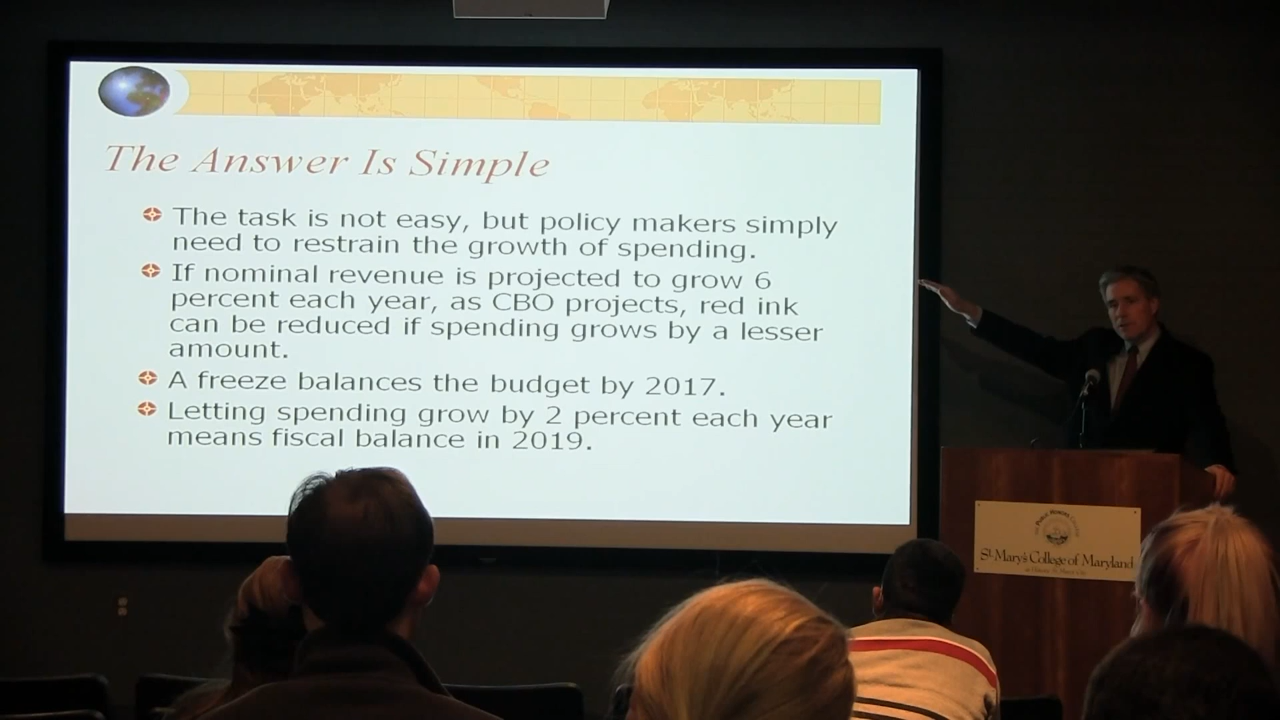 The Answer Is Simple
The task is not easy, but policy makers simply
need to restrain the growth of spending.
If nominal revenue is projected to grow 6
percent each year, as CBO projects, red ink
can be reduced if spending grows by a lesser
amount.
A freeze balances the budget by 2017.
Letting spending grow by 2 percent each year
means fiscal balance in 2019.
St. Mary's College of Maryland